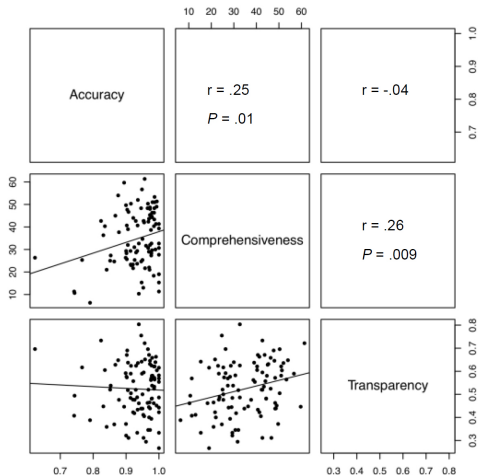 10 20 30 40 50 60
Accuracy
r = .25
P = .01
r = -.04
0.7 0.8 0.9 1.0
10 20 30 40 50 60
Comprehensiveness
r = .26
P = .009
Transparency
0.3 0.4 0.5 0.6 0.7 0.8
0.7 0.8 0.9 1.0
0.3 0.4 0.5 0.6 0.7 0.8